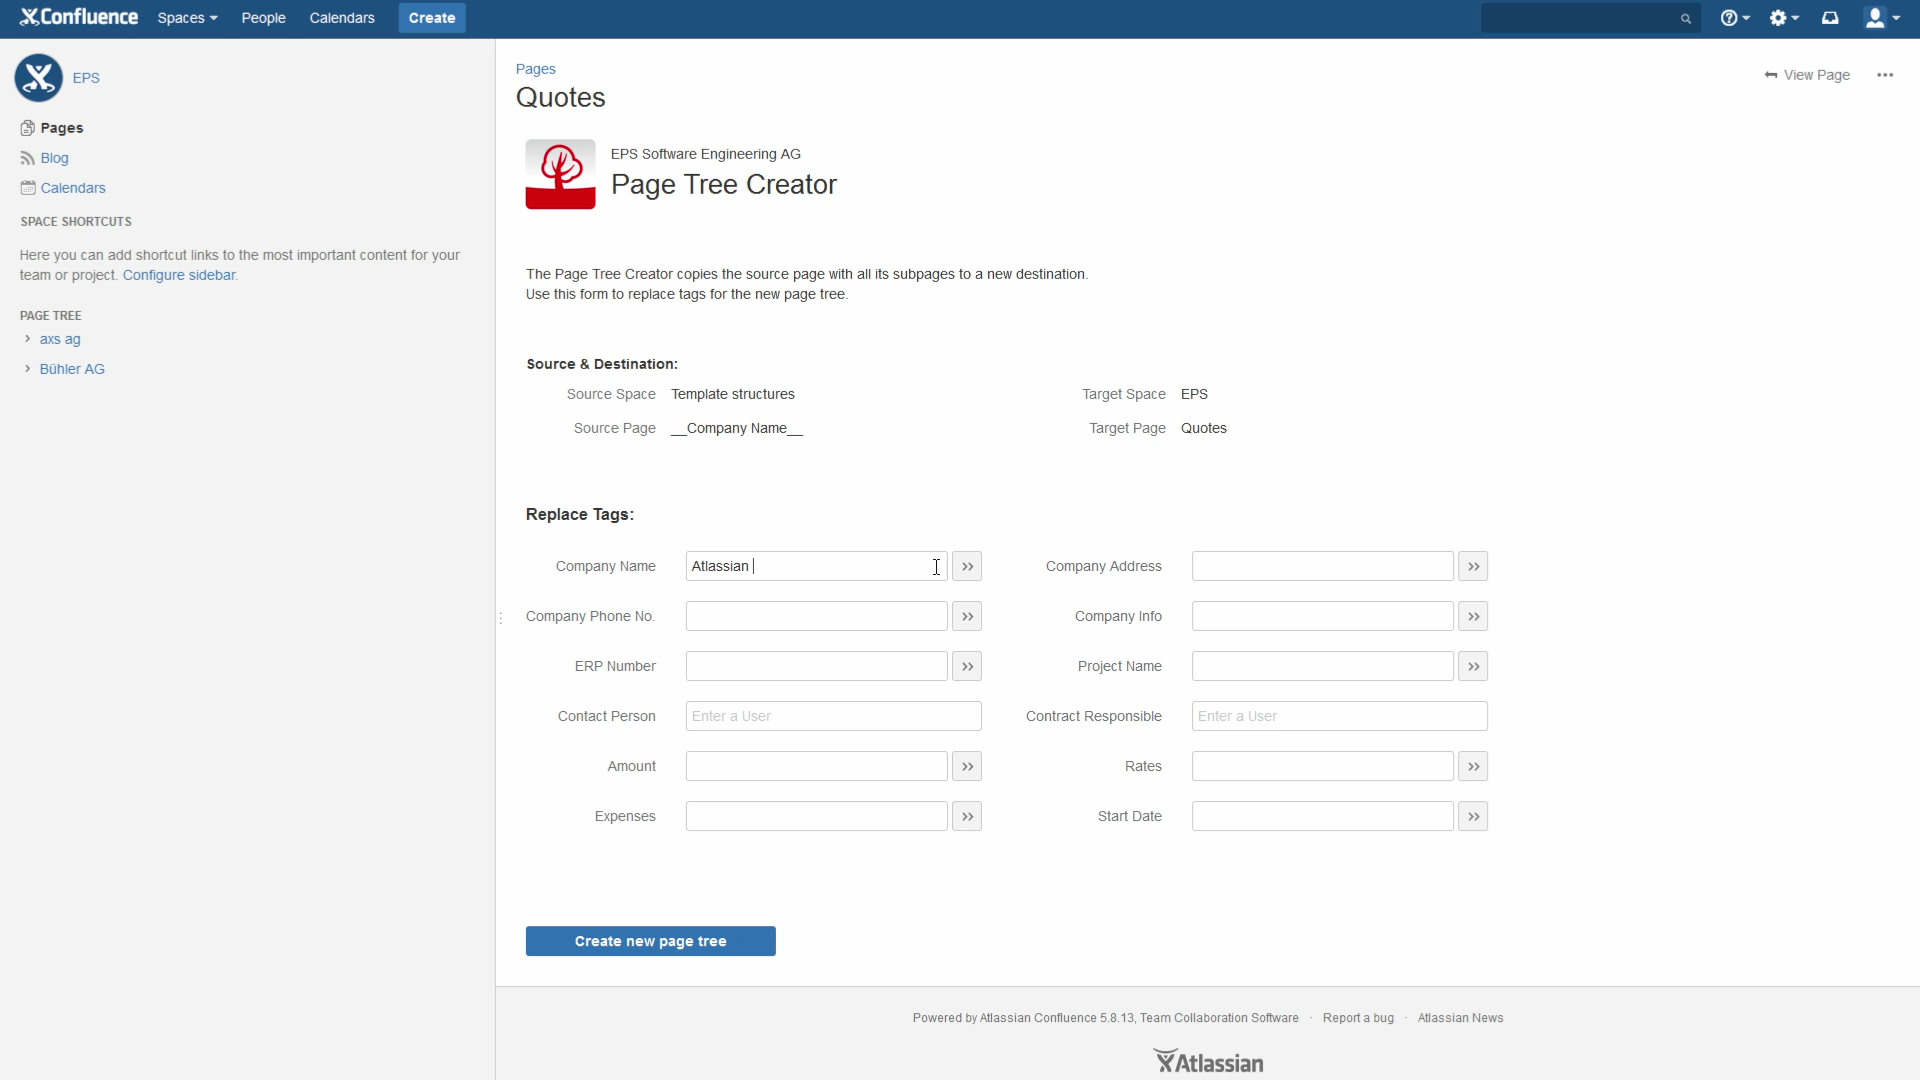 Confluence Spaces People Calendars Create
EPS
Pages
Blog
Calendars
SPACE SHORTCUTS
Here you can add shortcut links to the most important content for your
team or project. Configure sidebar.
PAGE TREE
axs ag
Bühler AG
Pages
Quotes
View Page
EPS Software Engineering AG
Page Tree Creator
The Page Tree Creator copies the source page with all its subpages to a new destination.
Use this form to replace tags for the new page tree.
Source & Destination:
Source Space Template structures Target Space EPS
Source Page __Company Name__ Target Page Quotes
Replace Tags:
Company Name Atlassian >> Company Address >>
Company Phone No. >> Company Info >>
ERP Number >> Project Name >>
Contact Person Enter a User Contract Responsible Enter a User
Amount >> Rates >>
Expenses >> Start Date >>
Create new page tree
Powered by Atlassian Confluence 5.8.13, Team Collaboration Software · Report a bug · Atlassian News
Atlassian